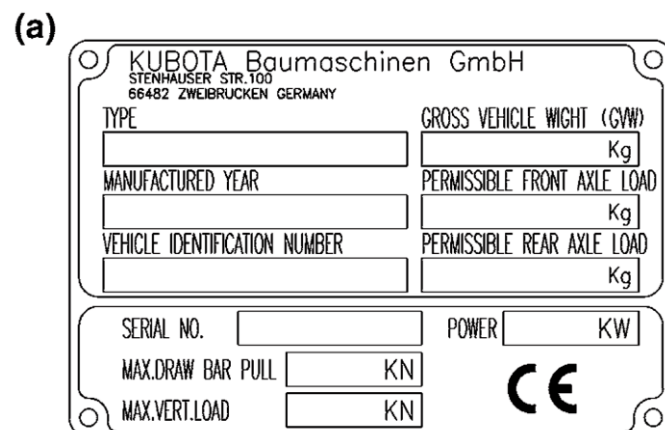 (a)
KUBOTA Baumaschinen GmbH
STENHAUSER STR.100
66482 ZWEIBRUCKEN GERMANY
TYPE GROSS VEHICLE WIGHT (GVW)
Kg
MANUFACTURED YEAR PERMISSIBLE FRONT AXLE LOAD
Kg
VEHICLE IDENTIFICATION NUMBER PERMISSIBLE REAR AXLE LOAD
Kg
SERIAL NO. POWER KW
MAX.DRAW BAR PULL KN
MAX.VERT.LOAD KN
CE